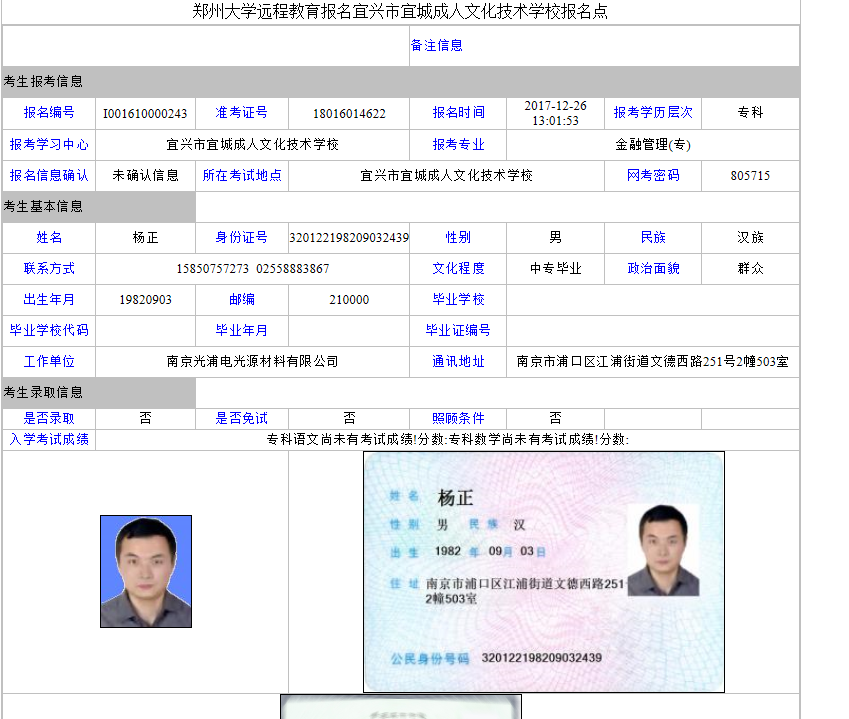 郑州大学远程教育报名宜兴市宜城成人文化技术学校报名点
备注信息
考生报考信息
报名编号 I001610000243 准考证号 18016014622 报名时间 2017-12-26 13:01:53 报考学历层次 专科
报考学习中心 宜兴市宜城成人文化技术学校 报考专业 金融管理(专)
报名信息确认 未确认信息 所在考试地点 宜兴市宜城成人文化技术学校 网考密码 805715
考生基本信息
姓名 杨正 身份证号 320122198209032439 性别 男 民族 汉族
联系方式 15850757273 02558883867 文化程度 中专毕业 政治面貌 群众
出生年月 19820903 邮编 210000 毕业学校
毕业学校代码 毕业年月 毕业证编号
工作单位 南京光浦电光源材料有限公司 通讯地址 南京市浦口区江浦街道文德西路251号2幢503室
考生录取信息
是否录取 否 是否免试 否 照顾条件 否
入学考试成绩 专科语文尚未有考试成绩!分数:专科数学尚未有考试成绩!分数:
姓名 杨正
性别 男 民族 汉
出生 1982 年 09月 03日
住址 南京市浦口区江浦街道文德西路251
2幢503室
公民身份号码 320122198209032439